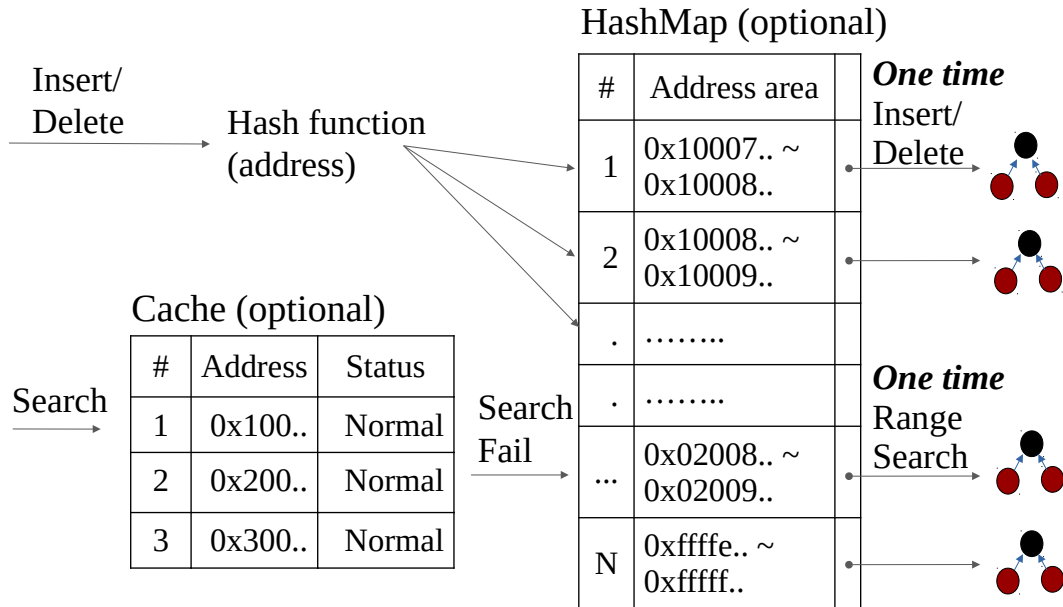 HashMap (optional)
# Address area
1 0x10007.. ~
0x10008..
2 0x10008.. ~
0x10009..
. ……..
. ……..
... 0x02008.. ~
0x02009..
N 0xffffe.. ~
0xfffff..
One time
Insert/
Delete
One time
Range
Search
Insert/
Delete
Hash function
(address)
Cache (optional)
# Address Status
1 0x100.. Normal
2 0x200.. Normal
3 0x300.. Normal
Search
Search
Fail